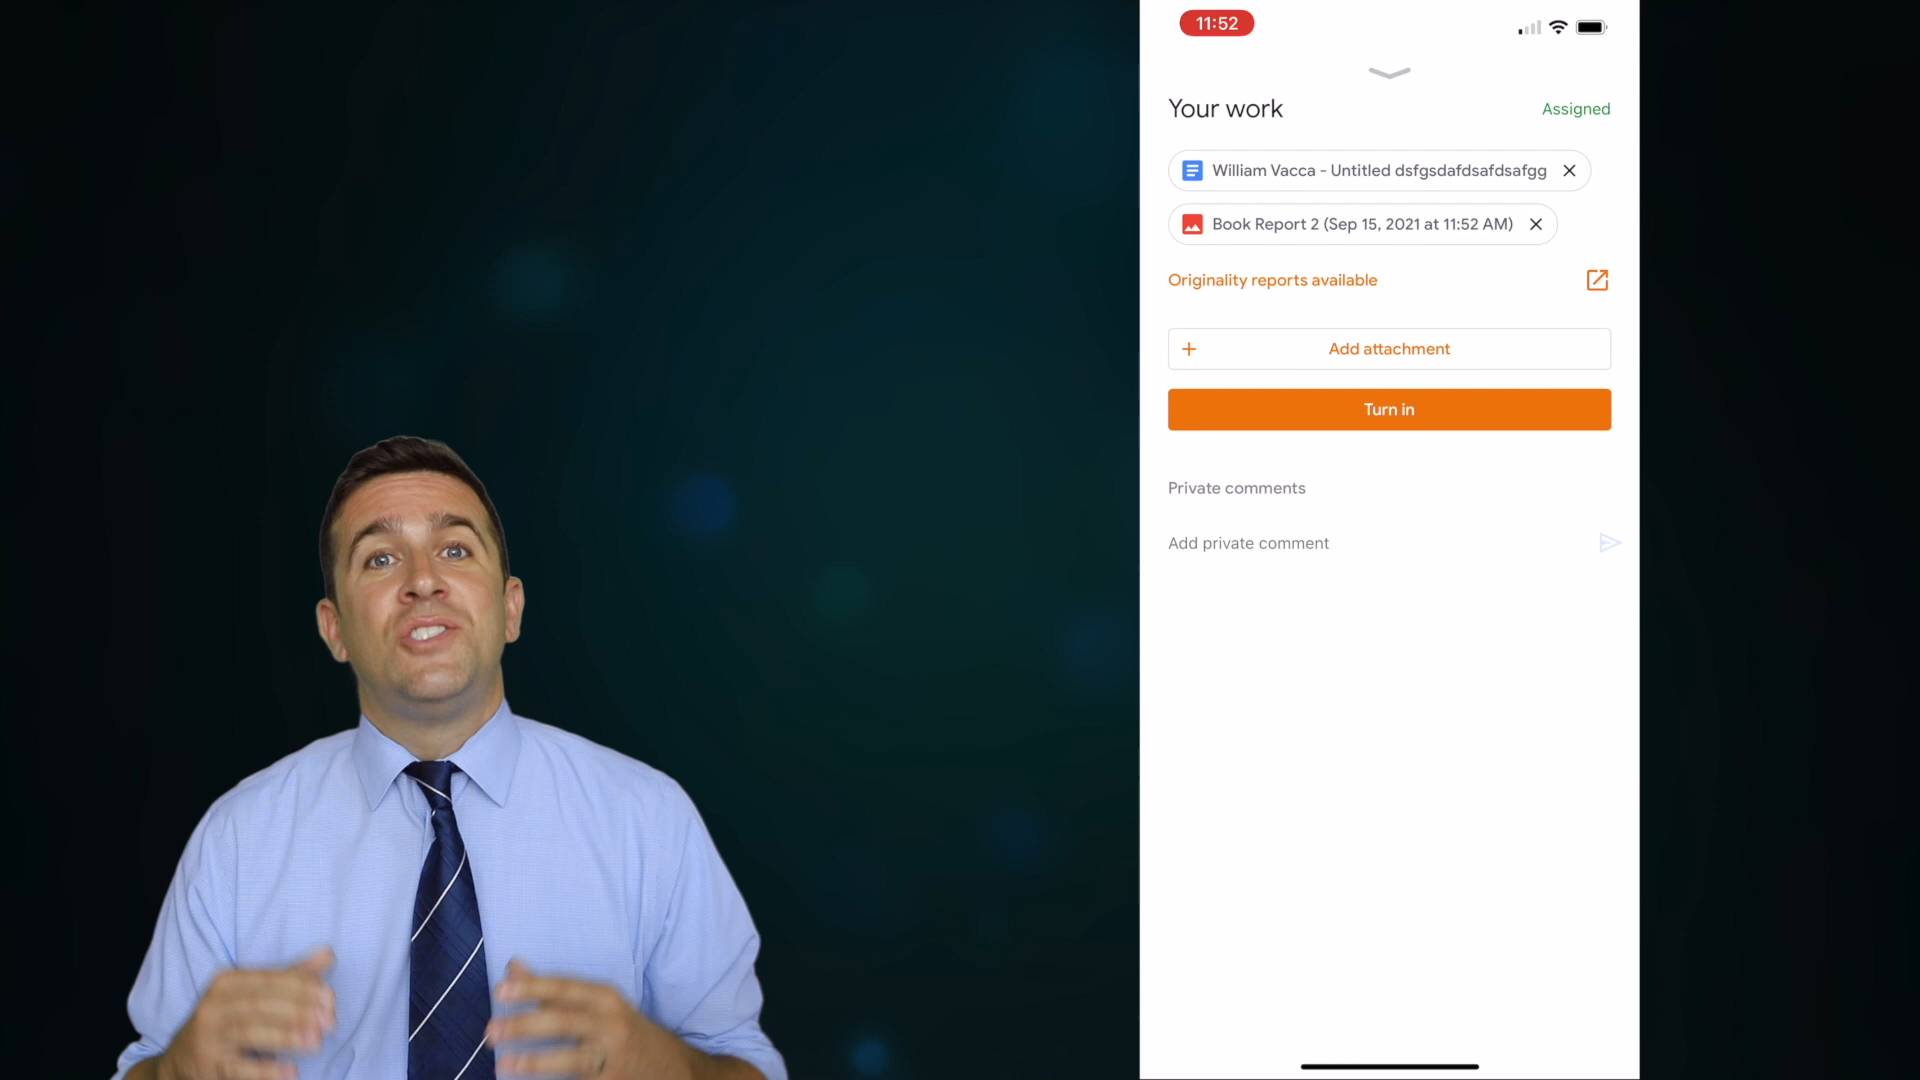 11:52
Your work
Assigned
William Vacca - Untitled dsfgsdafdsafdsafgg
Book Report 2 (Sep 15, 2021 at 11:52 AM)
Originality reports available
Add attachment
Turn in
Private comments
Add private comment